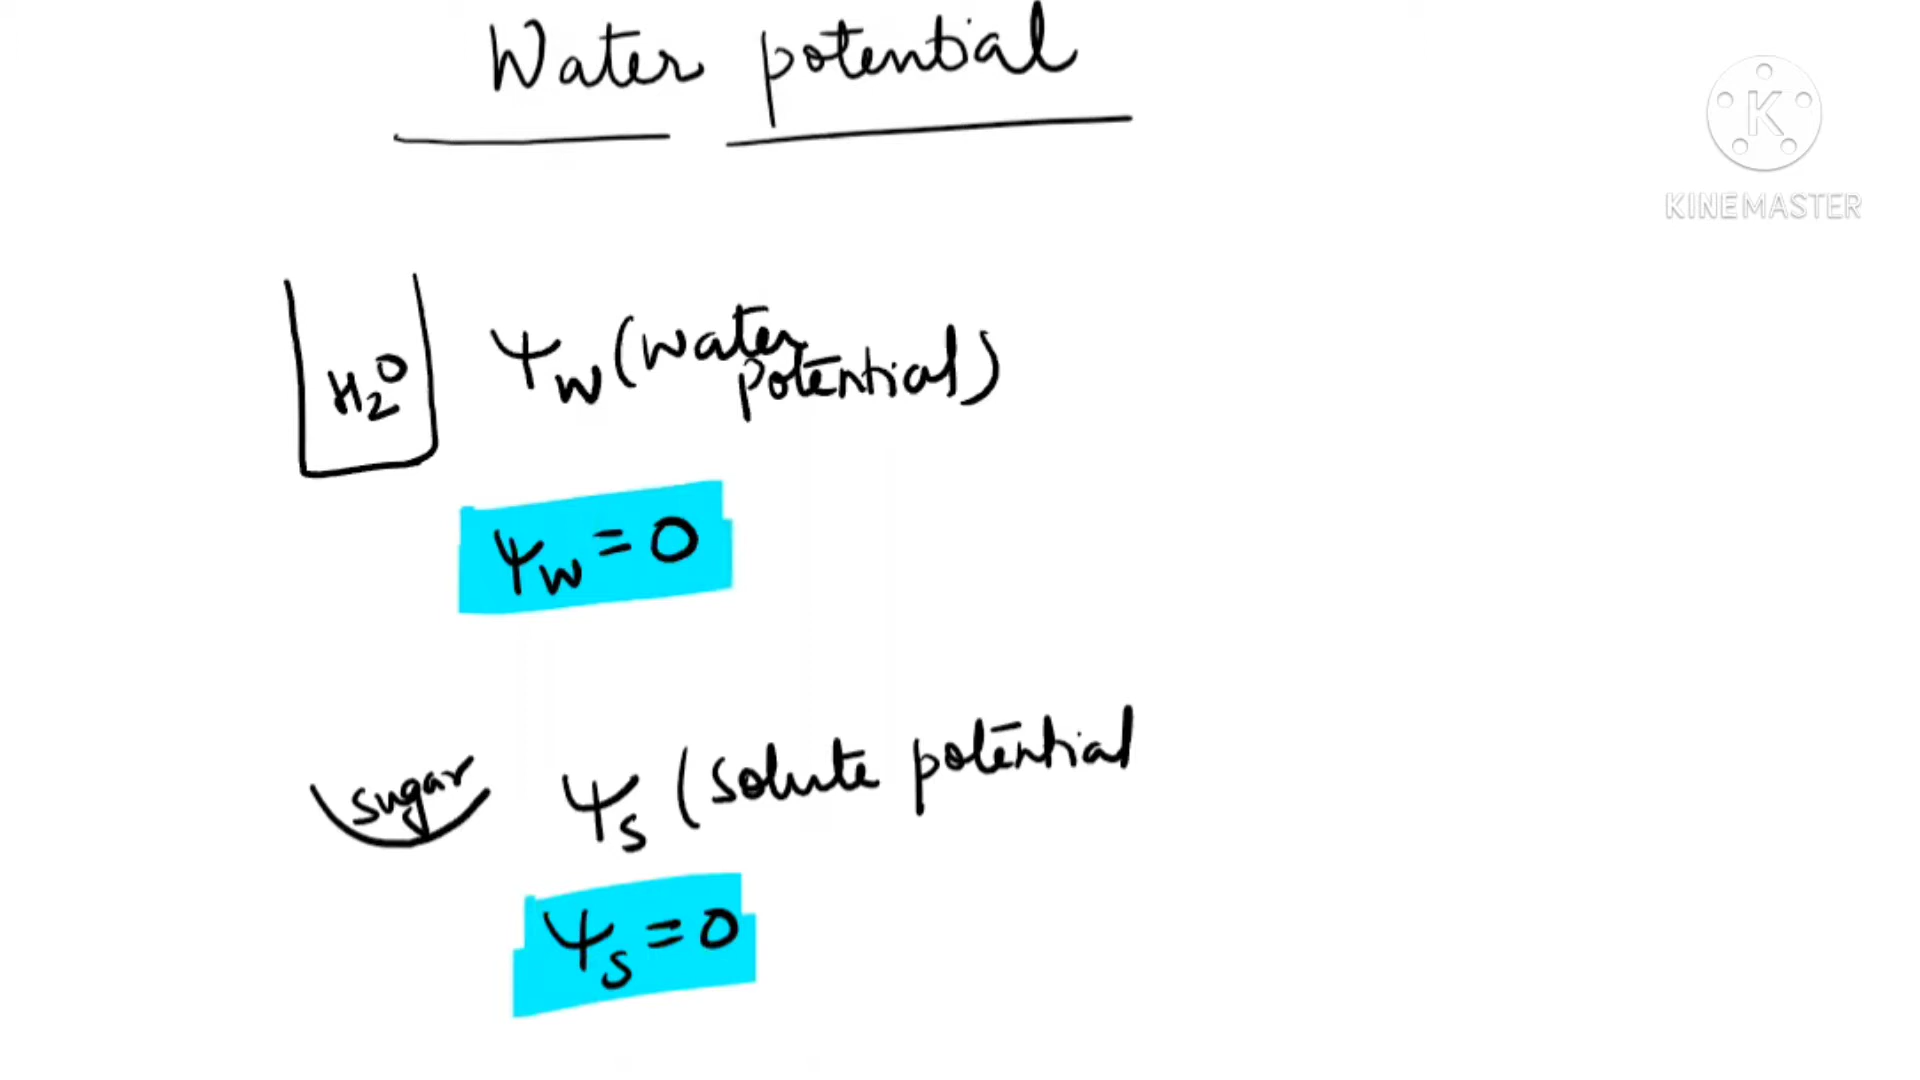 Water potential
K
KINEMASTER
H₂O
Ψw (water
potential)
Ψw = 0
sugar
Ψs (solute potential
Ψs = 0